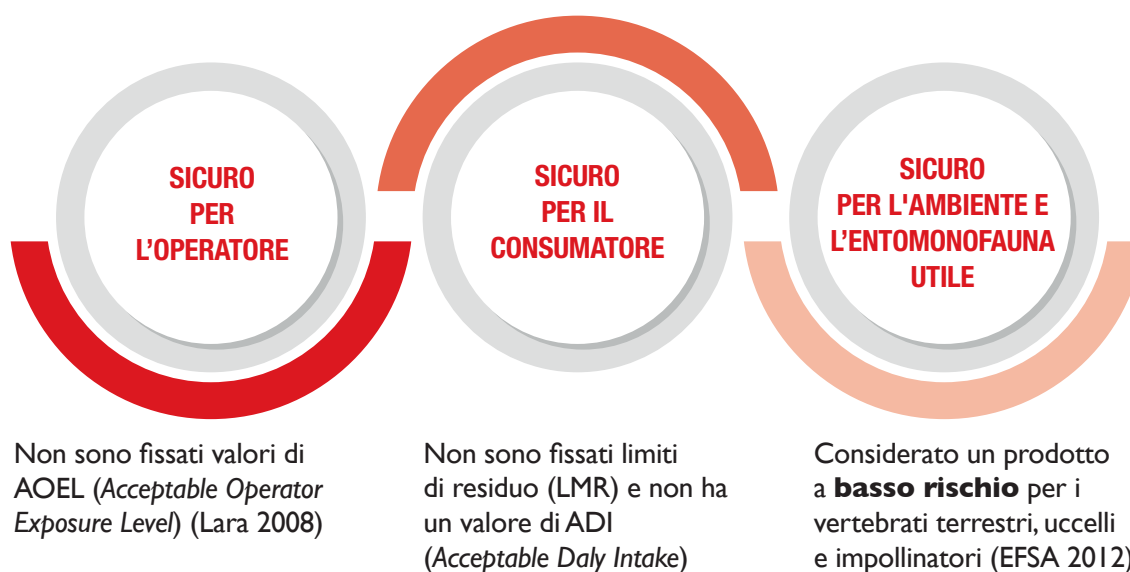 SICURO
PER
L’OPERATORE
Non sono fissati valori di
AOEL (Acceptable Operator
Exposure Level) (Lara 2008)
SICURO
PER IL
CONSUMATORE
Non sono fissati limiti
di residuo (LMR) e non ha
un valore di ADI
(Acceptable Daly Intake)
SICURO
PER L'AMBIENTE E
L’ENTOMONOFAUNA
UTILE
Considerato un prodotto
a basso rischio per i
vertebrati terrestri, uccelli
e impollinatori (EFSA 2012)